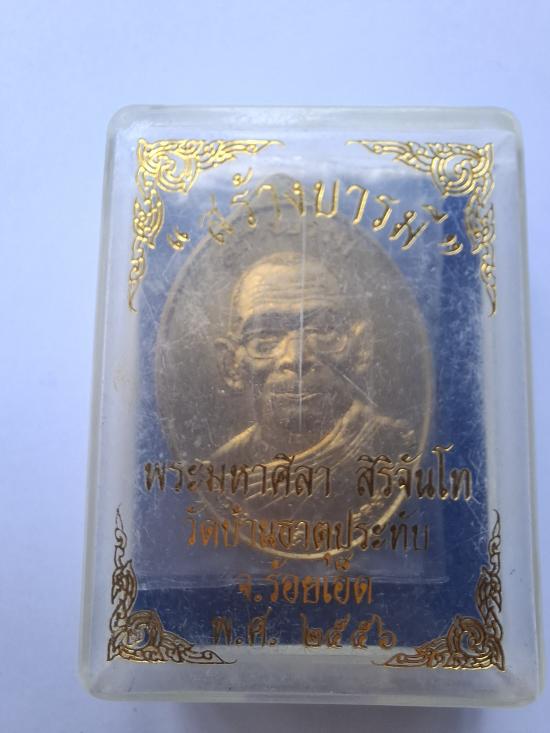 "สร้างบารมี"
พระมหาศีลา สิริจันโท
วัดบ้านธาตุประทับ
จ.ร้อยเอ็ด
พ.ศ. ๒๕๕๖